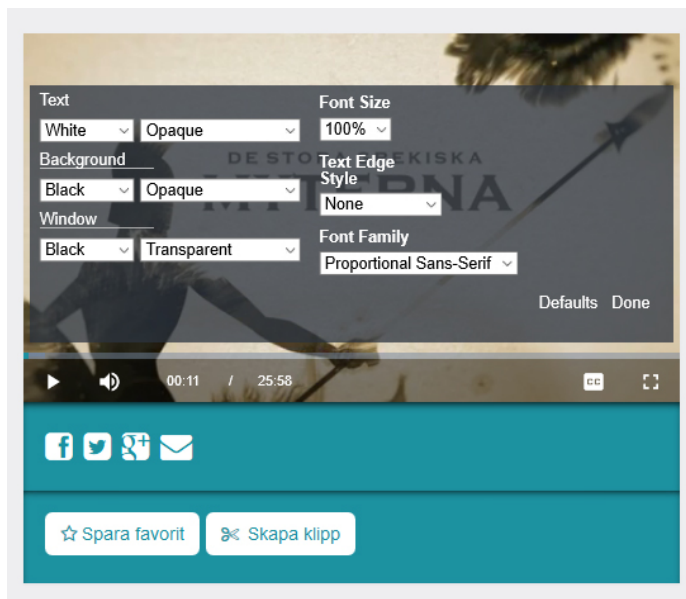 Text
White Opaque
Background
Black Opaque
Window
Black Transparent
Font Size
100%
Text Edge
Style
None
Font Family
Proportional Sans-Serif
DE STORA GREKISKA
MYTERNA
Defaults Done
00:11 / 25:58
CC
Spara favorit Skapa klipp